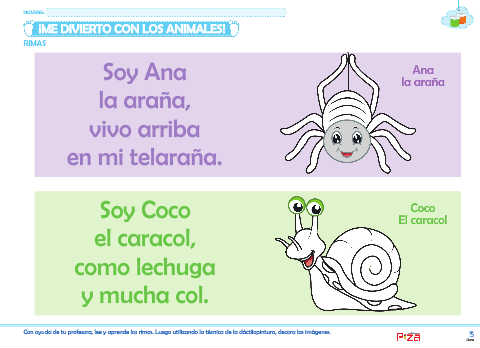 NOMBRE:
¡ME DIVIERTO CON LOS ANIMALES!
RIMAS
Soy Ana
la araña,
vivo arriba
en mi telaraña.
Ana
la araña
Soy Coco
el caracol,
como lechuga
y mucha col.
Coco
El caracol
Con ayuda de tu profesora, lee y aprende las rimas. Luego utilizando la técnica de la dáctilopintura, decora las imágenes.
PIZA
5